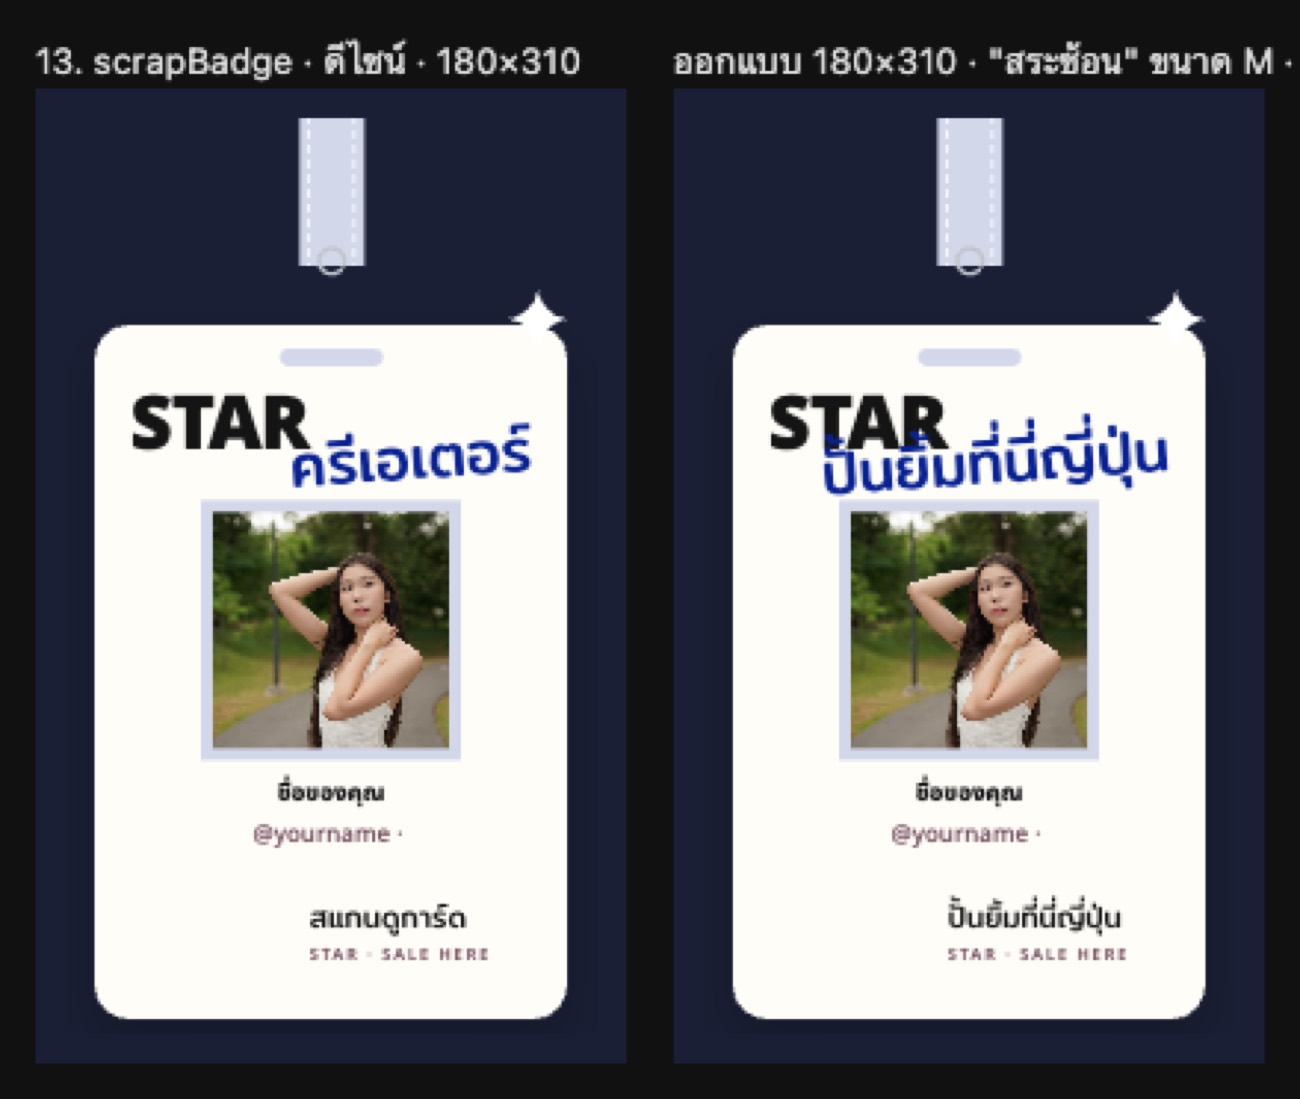 13. scrapBadge · ดีไซน์ · 180×310
STAR
ครีเอเตอร์
ชื่อของคุณ
@yourname ·
สแกนดูการ์ด
STAR · SALE HERE
ออกแบบ 180×310 · "สระซ้อน" ขนาด M ·
STAR
ปั้นยิ้มที่นี่ญี่ปุ่น
ชื่อของคุณ
@yourname ·
ปั้นยิ้มที่นี่ญี่ปุ่น
STAR · SALE HERE